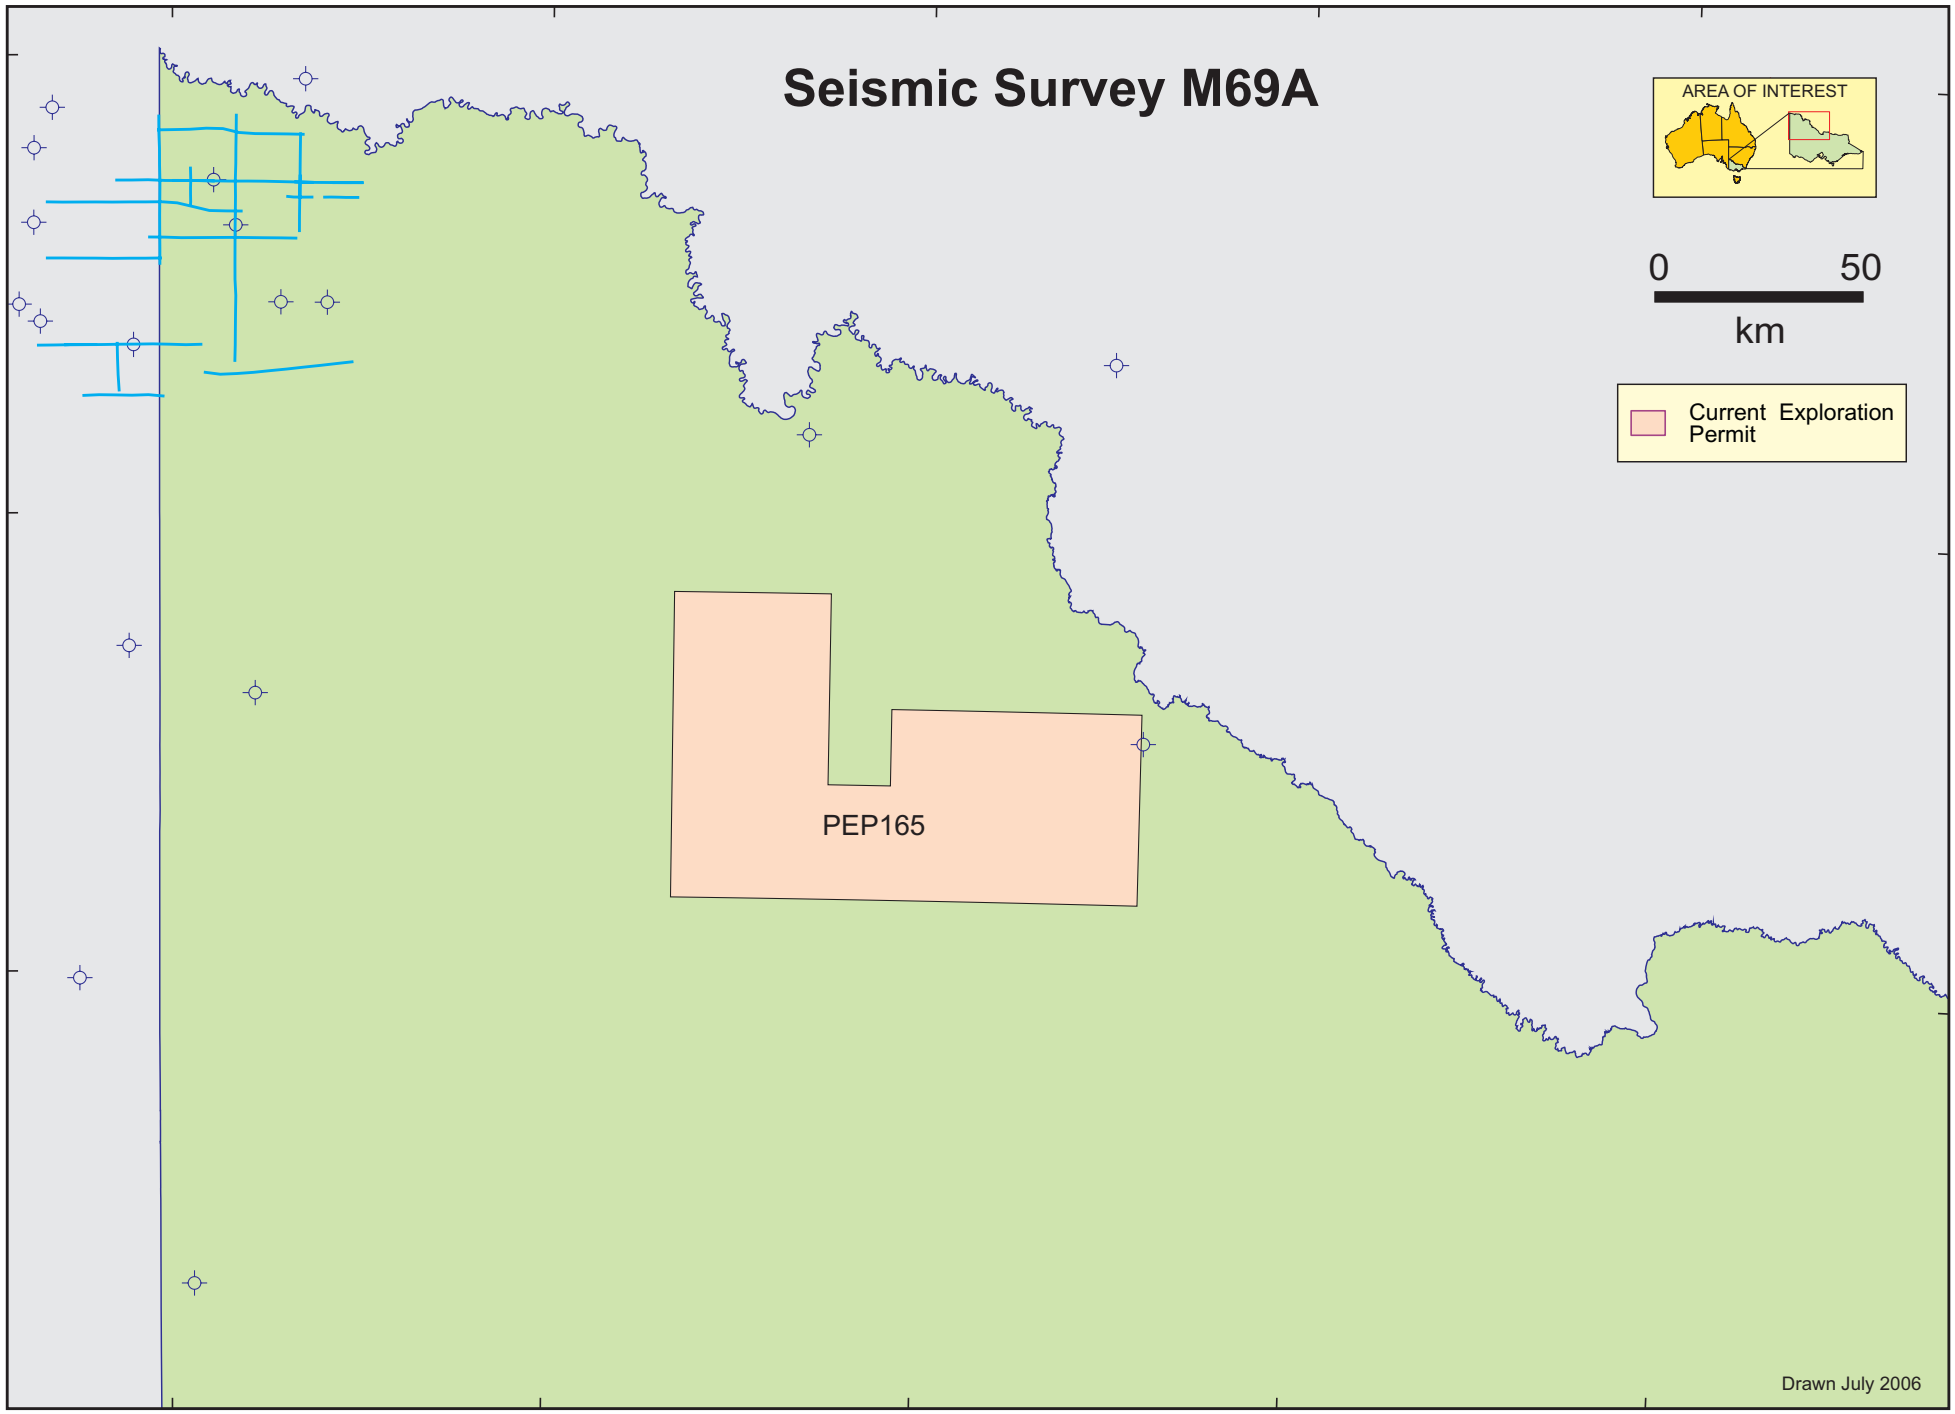 Seismic Survey M69A
AREA OF INTEREST
0 50
km
Current Exploration
Permit
PEP165
Drawn July 2006